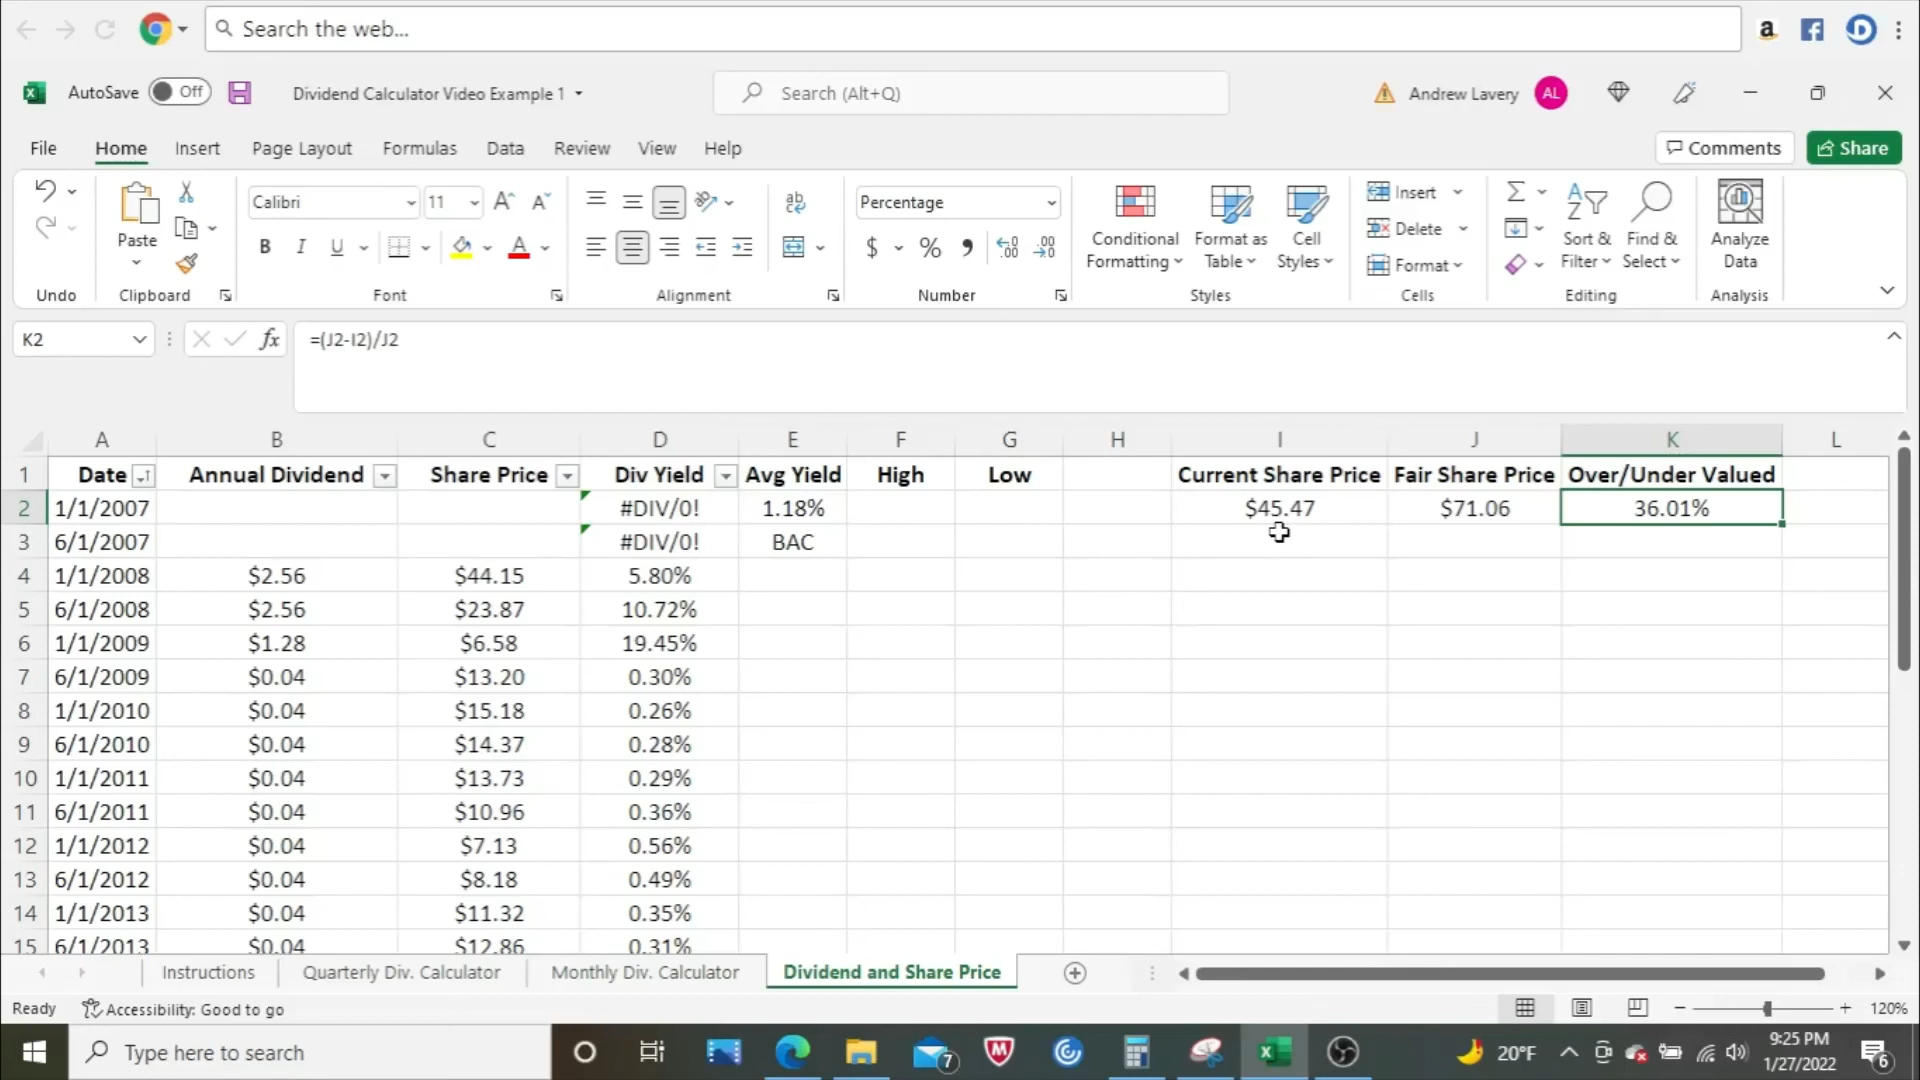 Search the web...
AutoSave Off Dividend Calculator Video Example 1 Search (Alt+Q) Andrew Lavery AL
File Home Insert Page Layout Formulas Data Review View Help Comments Share
Calibri 11 Percentage Insert
Paste Conditional Formatting Format as Table Cell Styles Delete Sort & Filter Find & Select Analyze Data
B I U $ % Format
Undo Clipboard Font Alignment Number Styles Cells Editing Analysis
K2 fx =(J2-I2)/J2
A B C D E F G H I J K L
1 Date Annual Dividend Share Price Div Yield Avg Yield High Low Current Share Price Fair Share Price Over/Under Valued
2 1/1/2007 #DIV/0! 1.18% $45.47 $71.06 36.01%
3 6/1/2007 #DIV/0! BAC
4 1/1/2008 $2.56 $44.15 5.80%
5 6/1/2008 $2.56 $23.87 10.72%
6 1/1/2009 $1.28 $6.58 19.45%
7 6/1/2009 $0.04 $13.20 0.30%
8 1/1/2010 $0.04 $15.18 0.26%
9 6/1/2010 $0.04 $14.37 0.28%
10 1/1/2011 $0.04 $13.73 0.29%
11 6/1/2011 $0.04 $10.96 0.36%
12 1/1/2012 $0.04 $7.13 0.56%
13 6/1/2012 $0.04 $8.18 0.49%
14 1/1/2013 $0.04 $11.32 0.35%
15 6/1/2013 $0.04 $12.86 0.31%
Instructions Quarterly Div. Calculator Monthly Div. Calculator Dividend and Share Price
Ready Accessibility: Good to go 120%
Type here to search 7 20°F 9:25 PM 6
1/27/2022